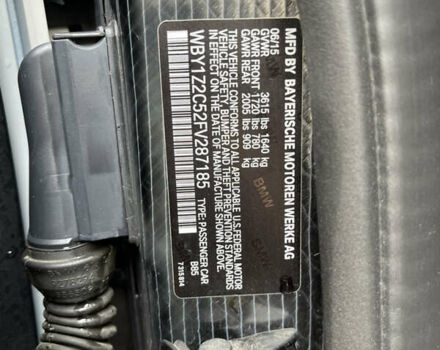 MFD BY BAYERISCHE MOTOREN WERKE AG
06/15
GVWR 3615 lbs 1640 kg
GAWR FRONT 1720 lbs 780 kg
GAWR REAR 2005 lbs 909 kg
THIS VEHICLE CONFORMS TO ALL APPLICABLE U.S. FEDERAL MOTOR
VEHICLE SAFETY, BUMPER AND THEFT PREVENTION STANDARDS
IN EFFECT ON THE DATE OF MANUFACTURE SHOWN ABOVE.
WBY1Z2C52FV287185 TYPE: PASSENGER CAR
B85
7315614
BMW